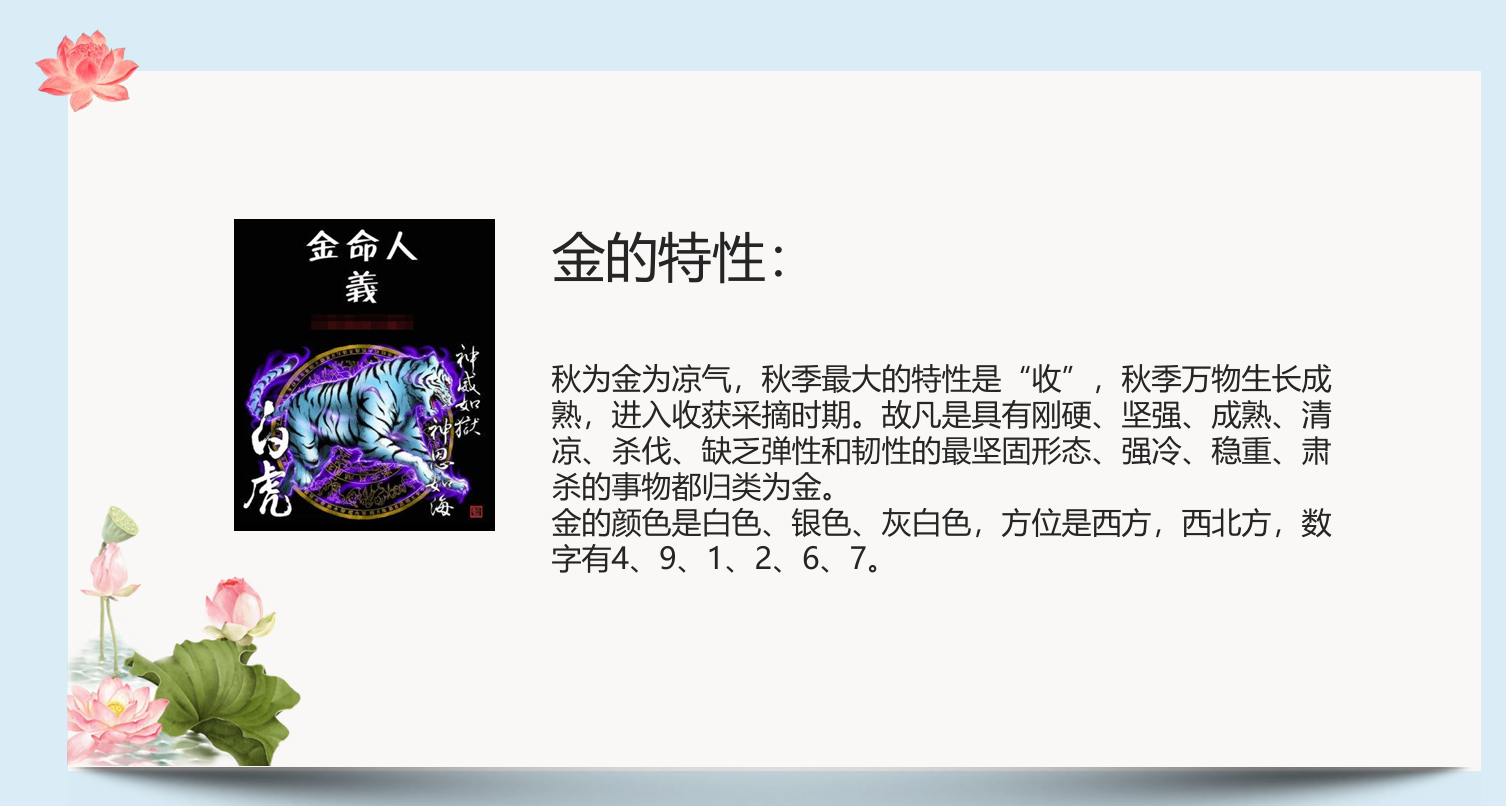 金命人
義
神威如獄
神恩如海
白虎
金的特性：
秋为金为凉气，秋季最大的特性是“收”，秋季万物生长成
熟，进入收获采摘时期。故凡是具有刚硬、坚强、成熟、清
凉、杀伐、缺乏弹性和韧性的最坚固形态、强冷、稳重、肃
杀的事物都归类为金。
金的颜色是白色、银色、灰白色，方位是西方，西北方，数
字有4、9、1、2、6、7。